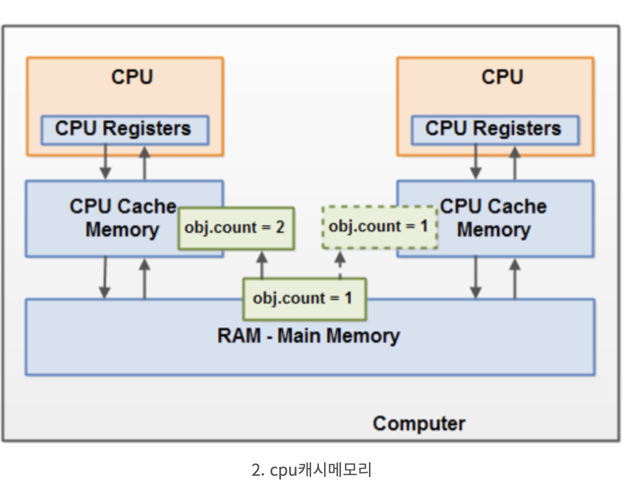 CPU
CPU
CPU Registers
CPU Registers
CPU Cache
Memory
obj.count = 2
obj.count = 1
CPU Cache
Memory
obj.count = 1
RAM - Main Memory
Computer
2. cpu캐시메모리